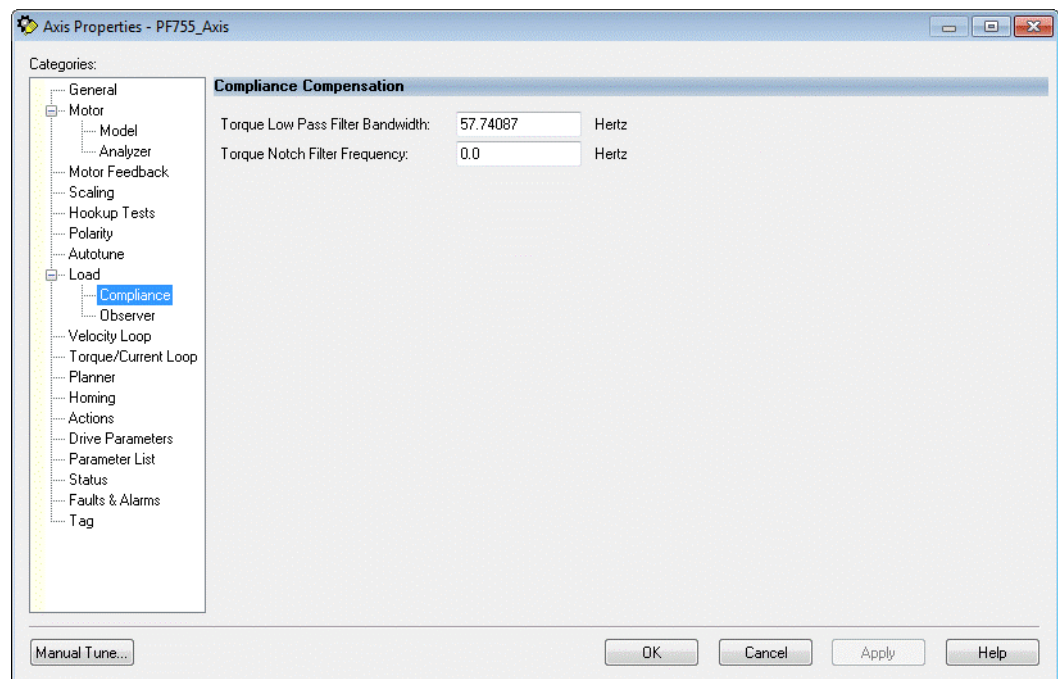 Axis Properties - PF755_Axis
Categories:
General
Motor
Model
Analyzer
Motor Feedback
Scaling
Hookup Tests
Polarity
Autotune
Load
Compliance
Observer
Velocity Loop
Torque/Current Loop
Planner
Homing
Actions
Drive Parameters
Parameter List
Status
Faults & Alarms
Tag
Compliance Compensation
Torque Low Pass Filter Bandwidth: 57.74087 Hertz
Torque Notch Filter Frequency: 0.0 Hertz
Manual Tune... OK Cancel Apply Help